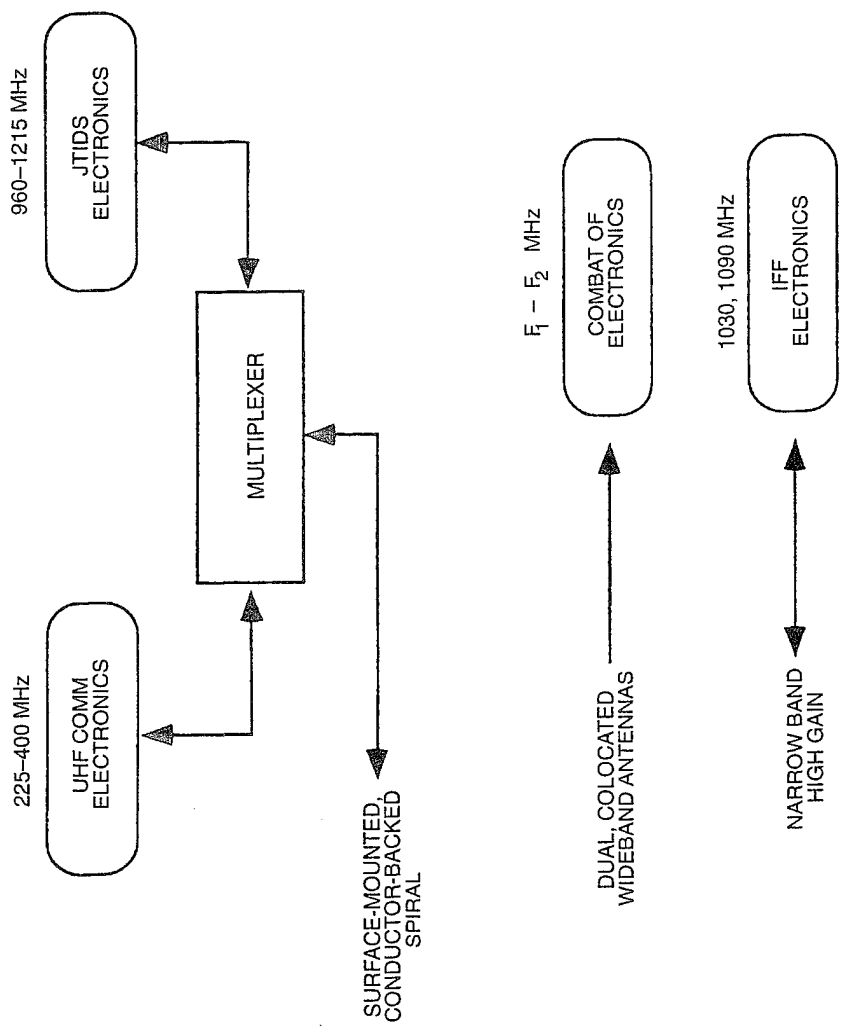 225–400 MHz
UHF COMM
ELECTRONICS
960–1215 MHz
JTIDS
ELECTRONICS
MULTIPLEXER
SURFACE-MOUNTED,
CONDUCTOR-BACKED
SPIRAL
F1 – F2 MHz
DUAL, COLOCATED
WIDEBAND ANTENNAS
COMBAT OF
ELECTRONICS
1030, 1090 MHz
NARROW BAND
HIGH GAIN
IFF
ELECTRONICS